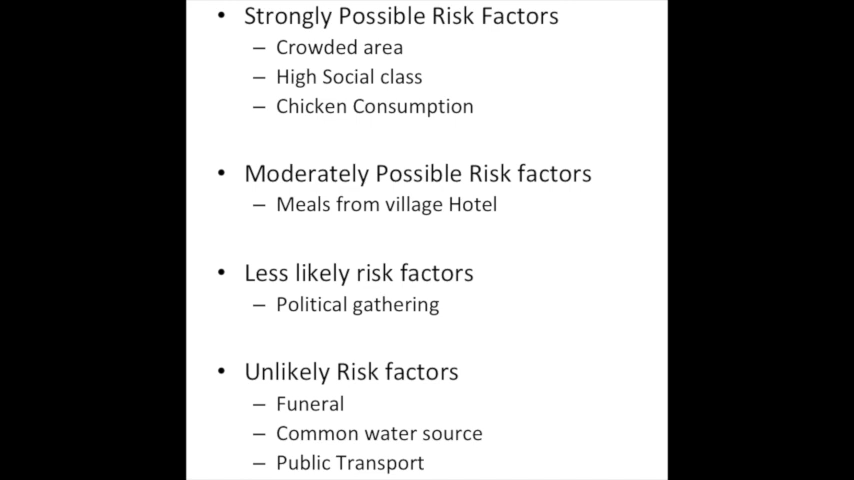 • Strongly Possible Risk Factors
– Crowded area
– High Social class
– Chicken Consumption
• Moderately Possible Risk factors
– Meals from village Hotel
• Less likely risk factors
– Political gathering
• Unlikely Risk factors
– Funeral
– Common water source
– Public Transport